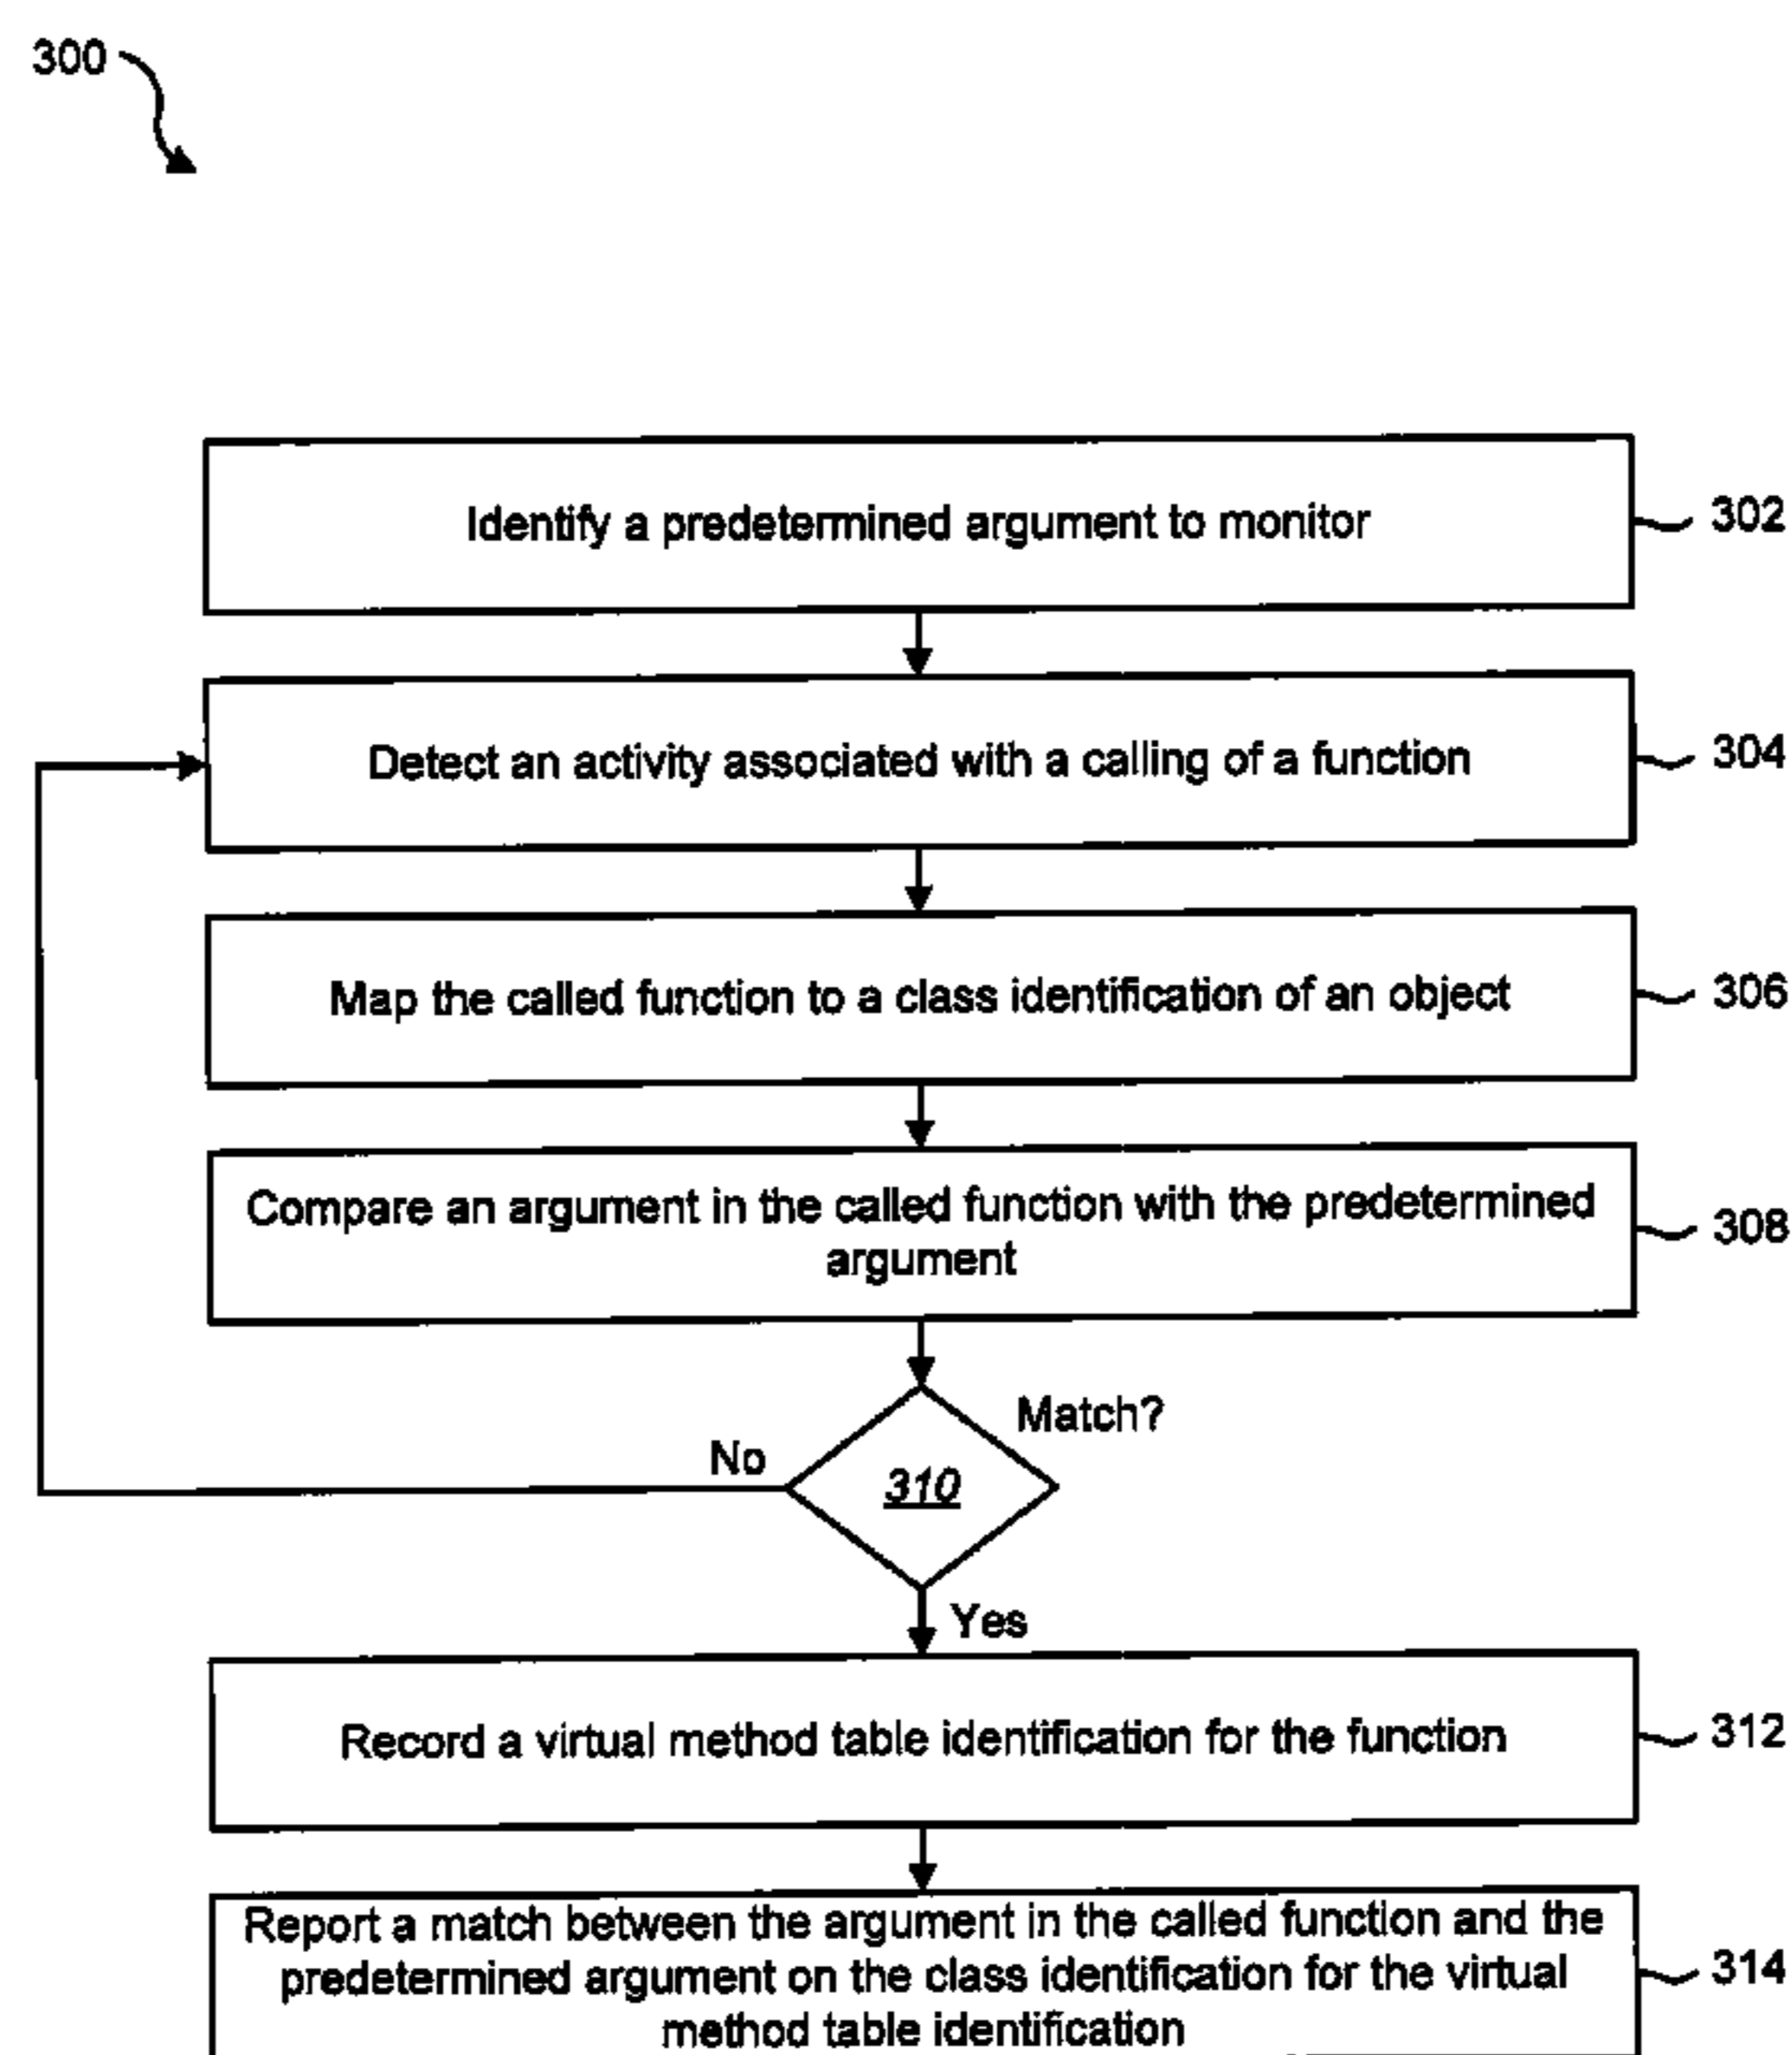 300
Identify a predetermined argument to monitor
302
Detect an activity associated with a calling of a function
304
Map the called function to a class identification of an object
306
Compare an argument in the called function with the predetermined
argument
308
Match?
No
310
Yes
Record a virtual method table identification for the function
312
Report a match between the argument in the called function and the
predetermined argument on the class identification for the virtual
method table identification
314